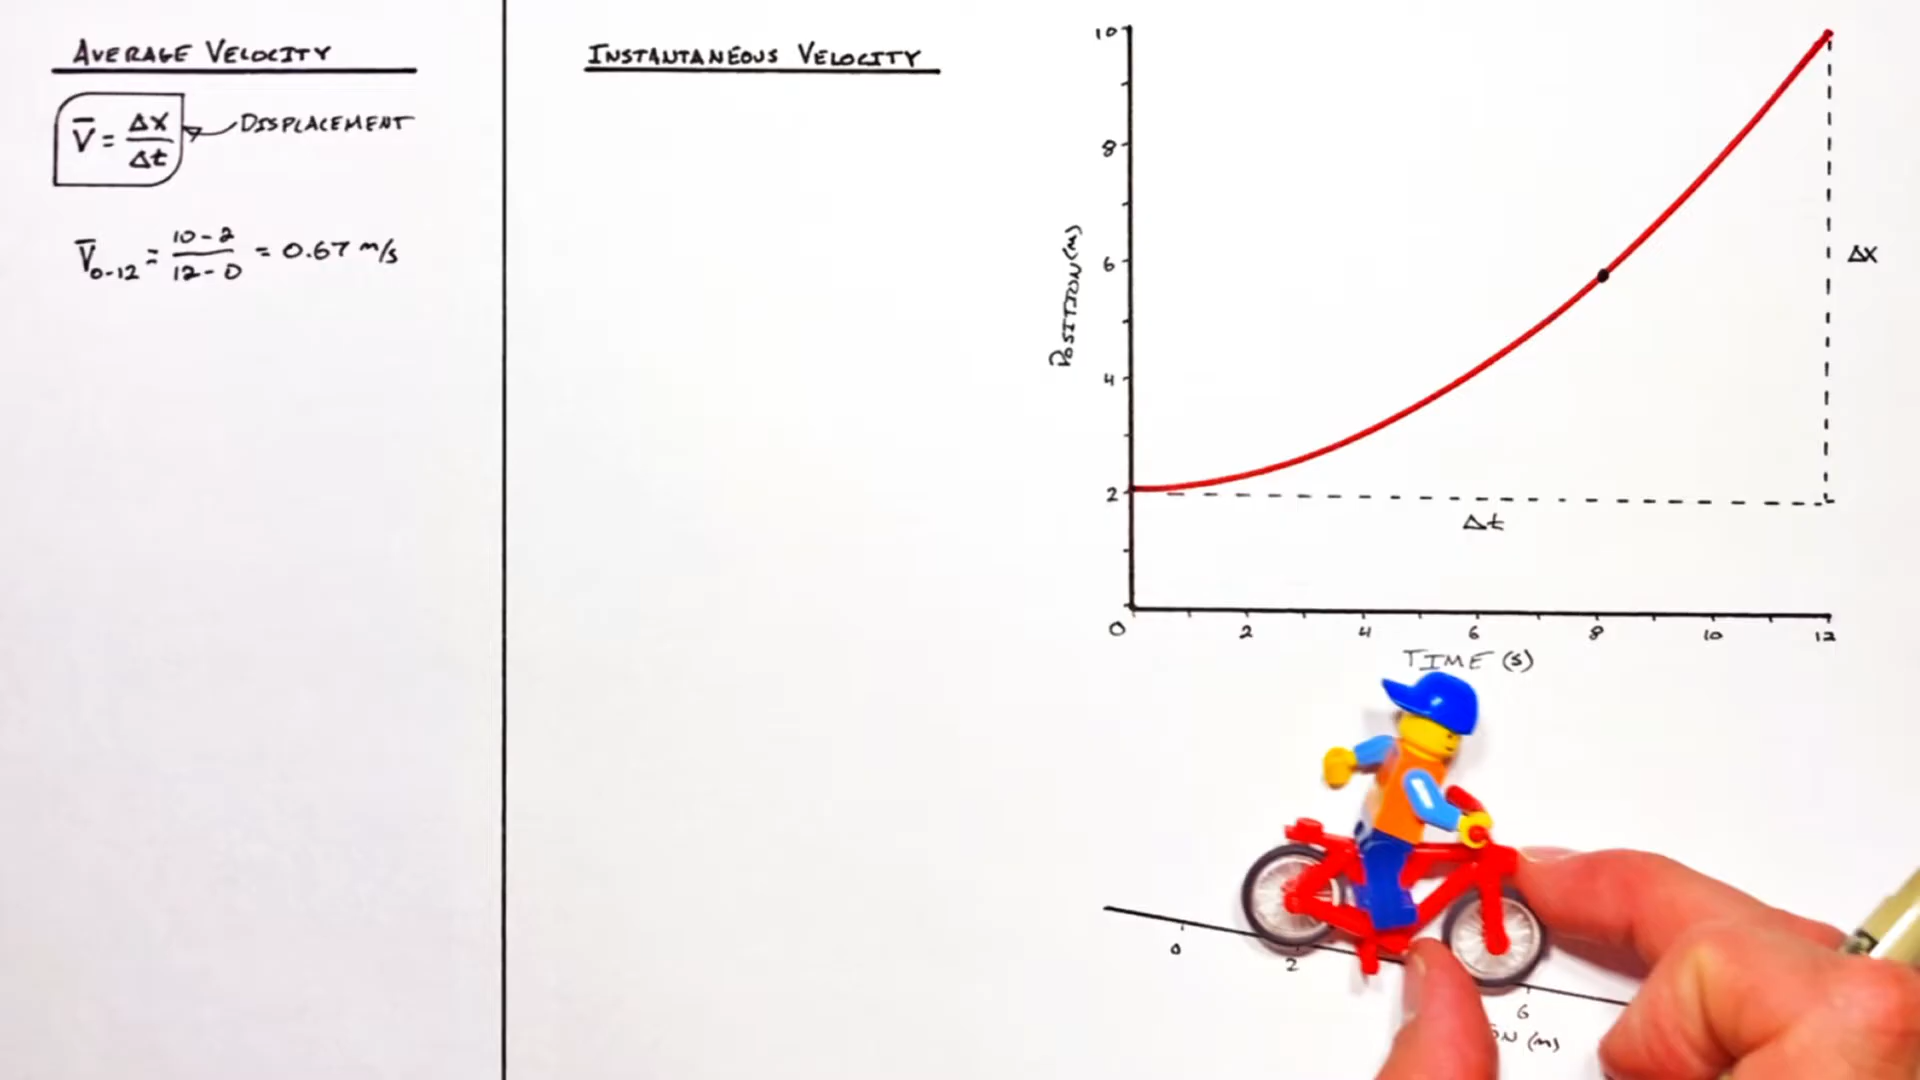 AVERAGE VELOCITY
V̅ = Δx/Δt
DISPLACEMENT
V̅0-12 = 10-2/12-0 = 0.67 m/s
INSTANTANEOUS VELOCITY
10
8
6
4
2
POSITION (m)
Δx
Δt
0 2 4 6 8 10 12
TIME (s)
0
2
6
(m)